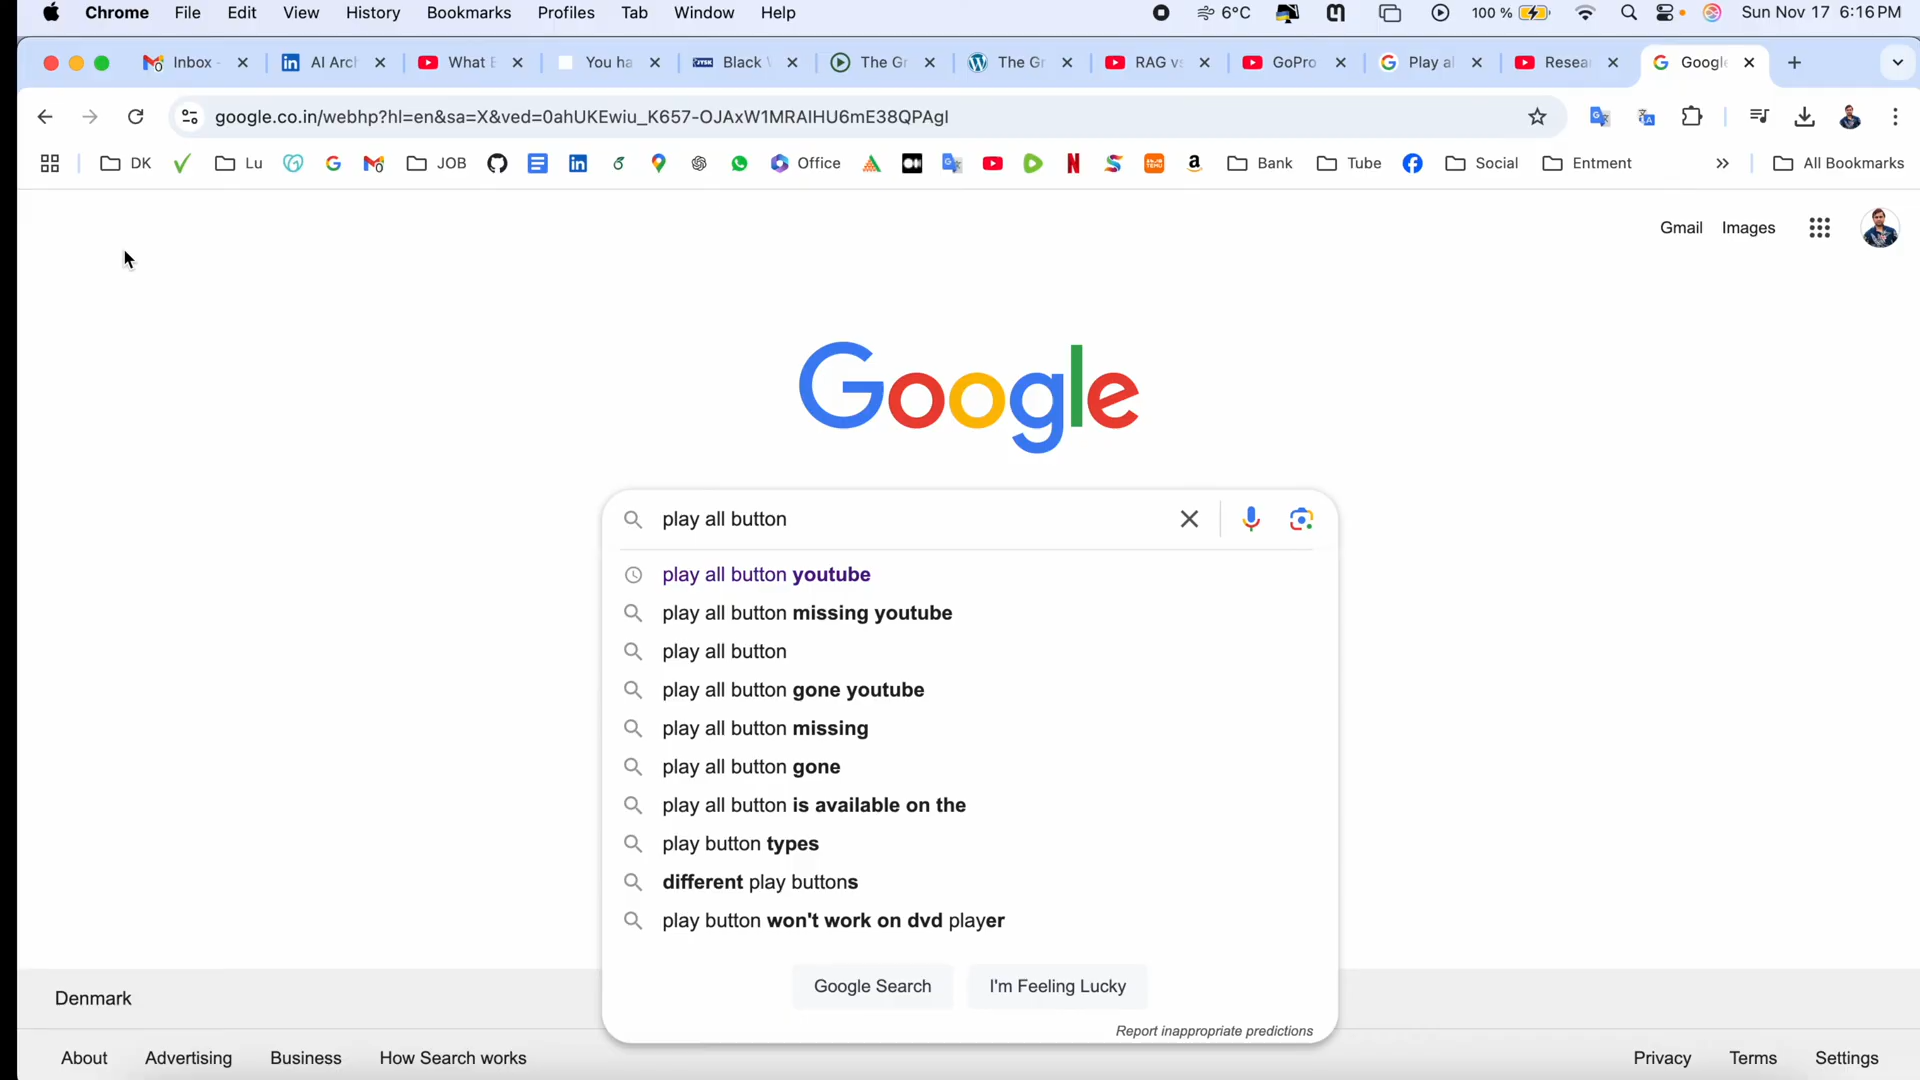 Chrome File Edit View History Bookmarks Profiles Tab Window Help 6°C 100 % Sun Nov 17 6:16 PM
Inbox - AI Arc What You ha Black The Gr The Gr RAG vs GoPro Play al Resea Google
google.co.in/webhp?hl=en&sa=X&ved=0ahUKEwiu_K657-OJAxW1MRAIHU6mE38QPAgI
DK Lu JOB Office Bank Tube Social Entment All Bookmarks
Gmail Images
Google
play all button
play all button youtube
play all button missing youtube
play all button
play all button gone youtube
play all button missing
play all button gone
play all button is available on the
play button types
different play buttons
play button won't work on dvd player
Google Search I'm Feeling Lucky
Report inappropriate predictions
Denmark
About Advertising Business How Search works Privacy Terms Settings